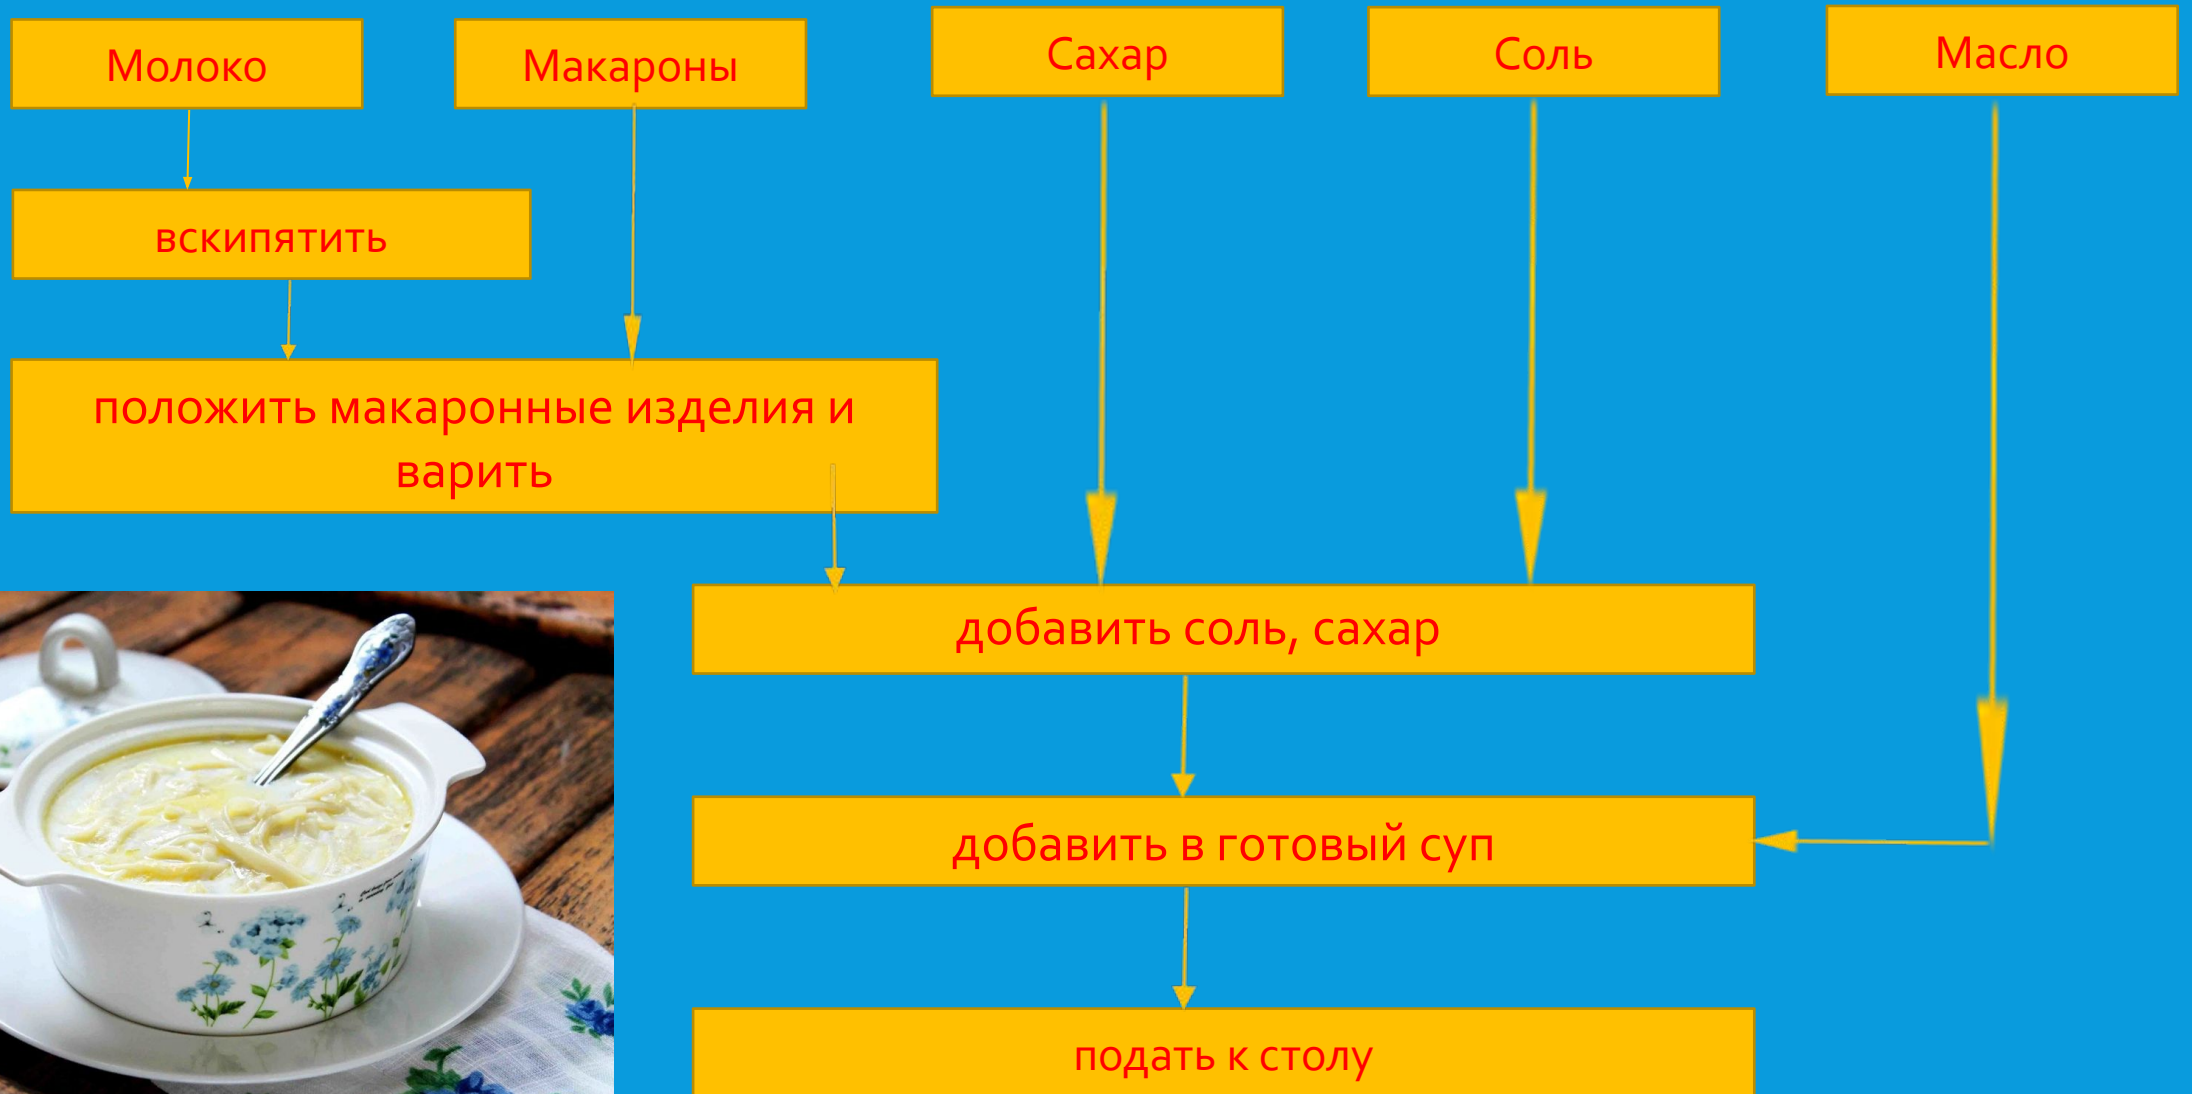 Молоко
Макароны
Сахар
Соль
Масло
вскипятить
положить макаронные изделия и
варить
добавить соль, сахар
добавить в готовый суп
подать к столу